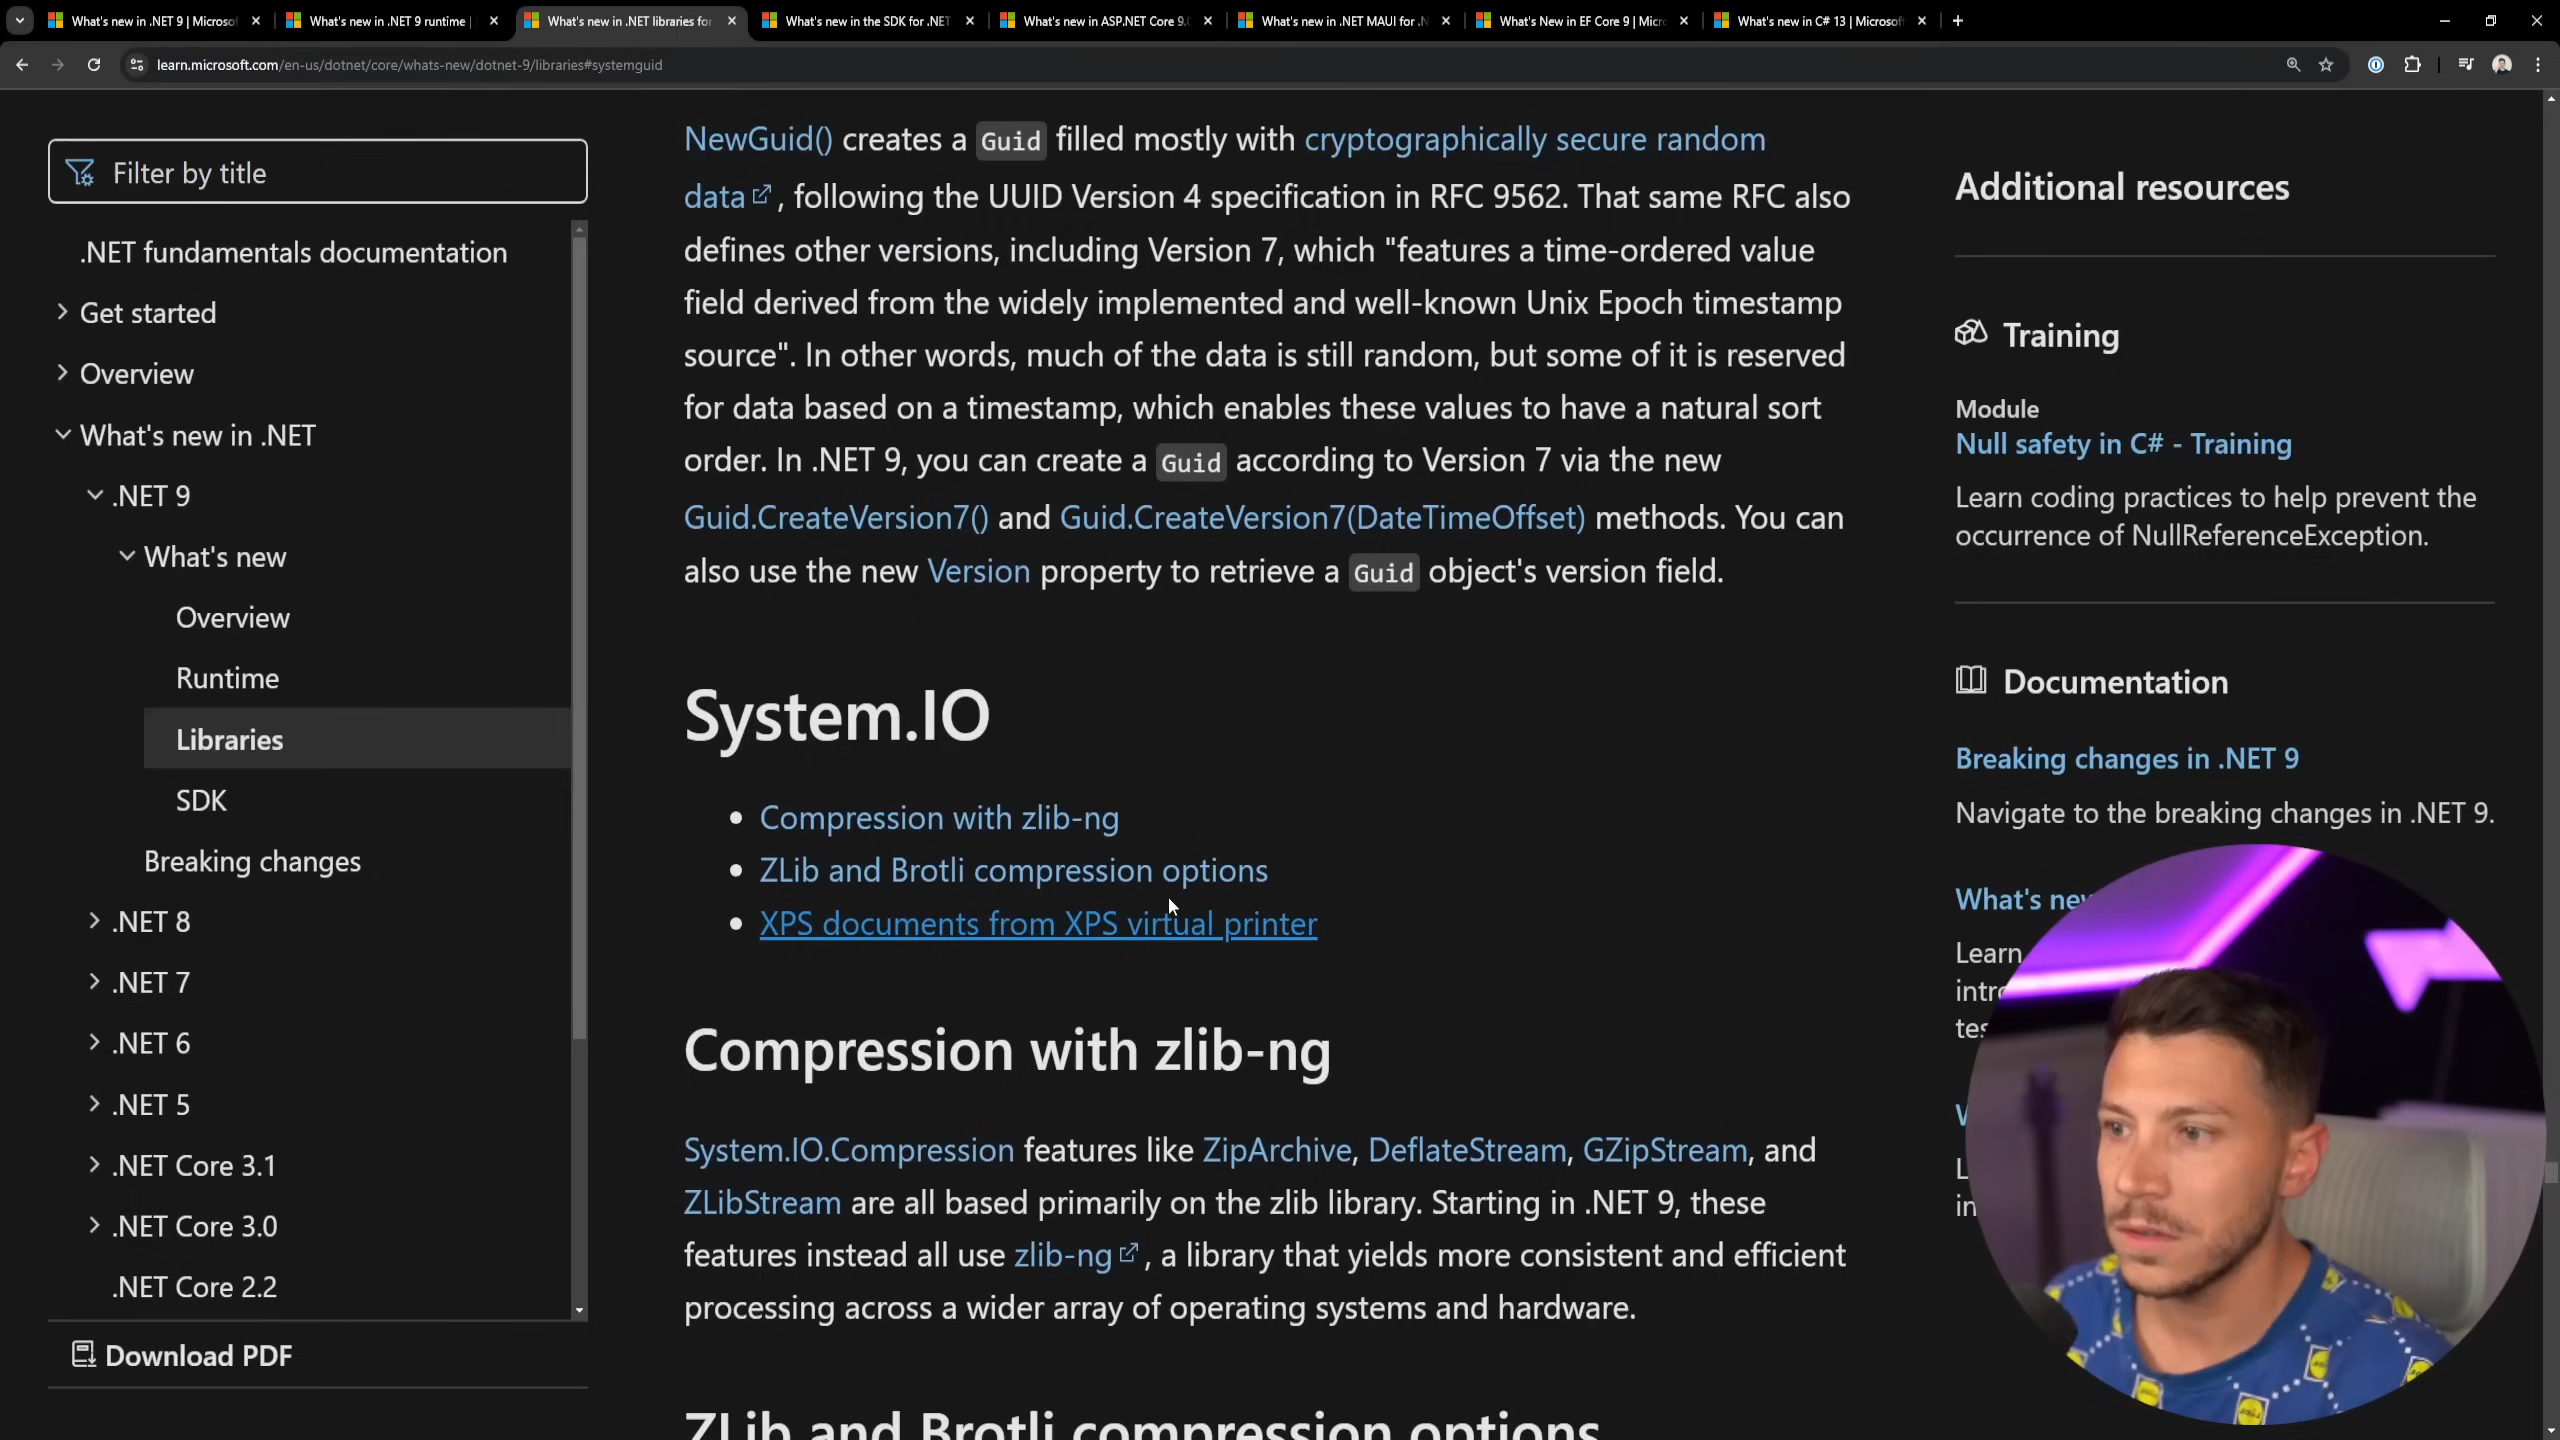 What's new in .NET 9 | Microsof
What's new in .NET 9 runtime |
What's new in .NET libraries for
What's new in the SDK for .NET
What's new in ASP.NET Core 9.
What's new in .NET MAUI for .N
What's New in EF Core 9 | Micr
What's new in C# 13 | Microsof
learn.microsoft.com/en-us/dotnet/core/whats-new/dotnet-9/libraries#systemguid
Filter by title
.NET fundamentals documentation
Get started
Overview
What's new in .NET
.NET 9
What's new
Overview
Runtime
Libraries
SDK
Breaking changes
.NET 8
.NET 7
.NET 6
.NET 5
.NET Core 3.1
.NET Core 3.0
.NET Core 2.2
Download PDF
NewGuid() creates a Guid filled mostly with cryptographically secure random
data , following the UUID Version 4 specification in RFC 9562. That same RFC also
defines other versions, including Version 7, which "features a time-ordered value
field derived from the widely implemented and well-known Unix Epoch timestamp
source". In other words, much of the data is still random, but some of it is reserved
for data based on a timestamp, which enables these values to have a natural sort
order. In .NET 9, you can create a Guid according to Version 7 via the new
Guid.CreateVersion7() and Guid.CreateVersion7(DateTimeOffset) methods. You can
also use the new Version property to retrieve a Guid object's version field.
System.IO
• Compression with zlib-ng
• ZLib and Brotli compression options
• XPS documents from XPS virtual printer
Compression with zlib-ng
System.IO.Compression features like ZipArchive, DeflateStream, GZipStream, and
ZLibStream are all based primarily on the zlib library. Starting in .NET 9, these
features instead all use zlib-ng , a library that yields more consistent and efficient
processing across a wider array of operating systems and hardware.
ZLib and Brotli compression options
Additional resources
Training
Module
Null safety in C# - Training
Learn coding practices to help prevent the
occurrence of NullReferenceException.
Documentation
Breaking changes in .NET 9
Navigate to the breaking changes in .NET 9.
What's new
Learn